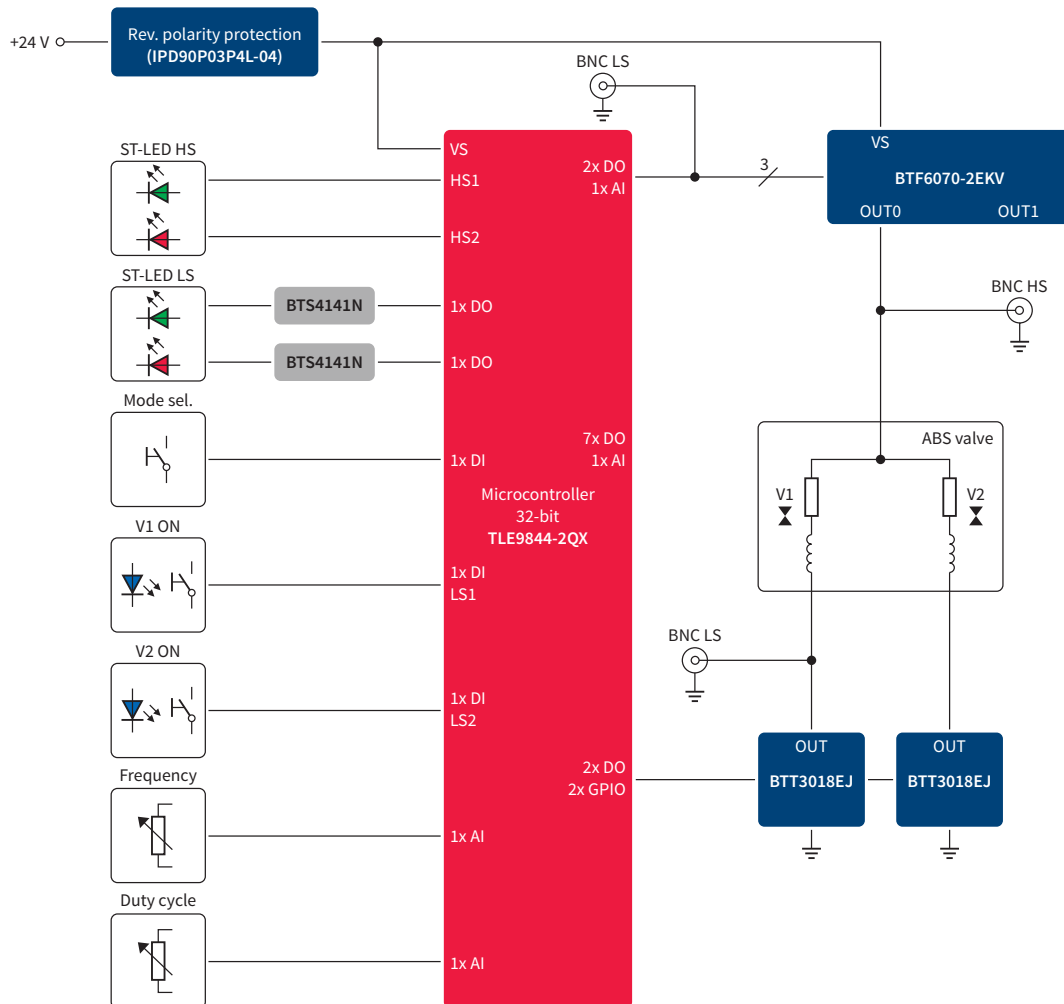 +24 V
Rev. polarity protection
(IPD90P03P4L-04)
BNC LS
ST-LED HS
VS
HS1
HS2
2x DO
1x AI
3
VS
BTF6070-2EKV
OUT0
OUT1
ST-LED LS
BTS4141N
1x DO
BTS4141N
1x DO
BNC HS
Mode sel.
1x DI
7x DO
1x AI
ABS valve
V1
V2
Microcontroller
32-bit
TLE9844-2QX
V1 ON
1x DI
LS1
BNC LS
V2 ON
1x DI
LS2
2x DO
2x GPIO
OUT
BTT3018EJ
OUT
BTT3018EJ
Frequency
1x AI
Duty cycle
1x AI